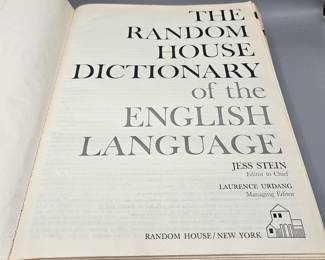 THE
RANDOM
HOUSE
DICTIONARY
of the
ENGLISH
LANGUAGE
JESS STEIN
Editor in Chief
LAURENCE URDANG
Managing Editor
RANDOM HOUSE / NEW YORK